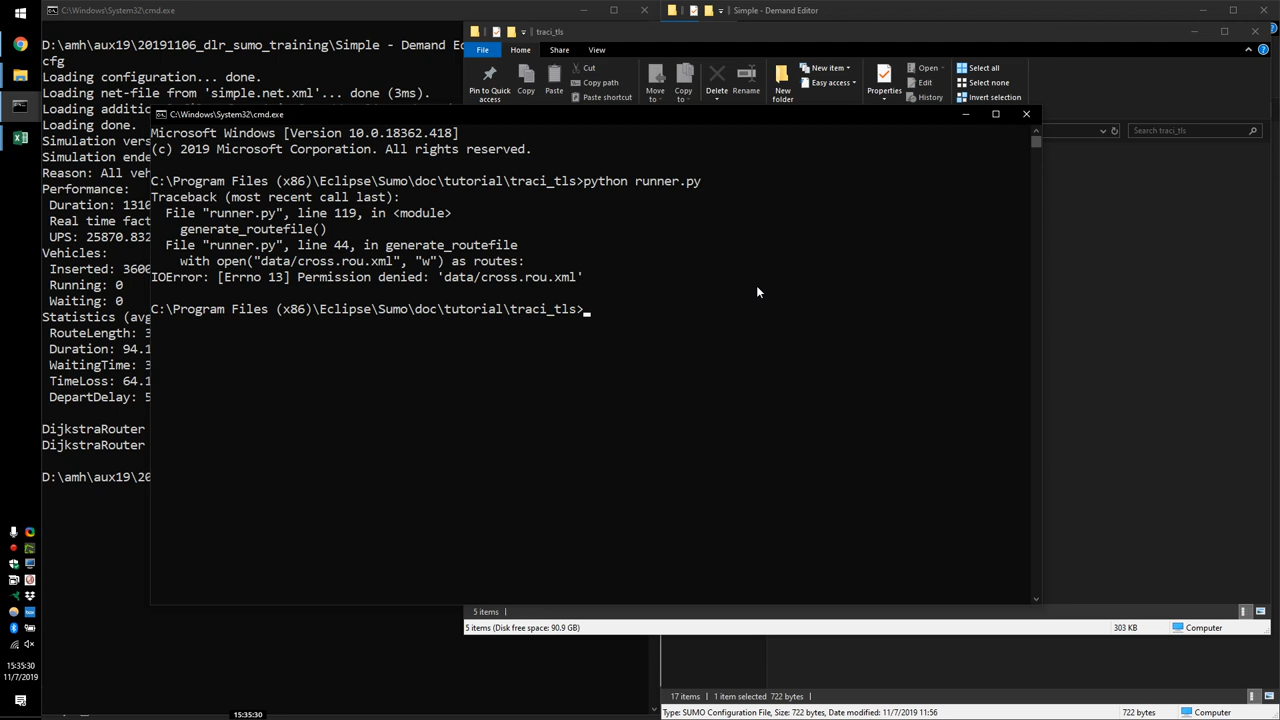 C:\Windows\System32\cmd.exe
D:\amh\aux19\20191106_dlr_sumo_training\Simple - Demand Ed
cfg
Loading configuration... done.
Loading net-file from 'simple.net.xml'... done (3ms).
Loading additio
Loading done.
Simulation vers
Simulation ende
Reason: All veh
Performance:
Duration: 1310
Real time fact
UPS: 25870.832
Vehicles:
Inserted: 3600
Running: 0
Waiting: 0
Statistics (avg
RouteLength: 3
Duration: 94.1
WaitingTime: 3
TimeLoss: 64.1
DepartDelay: 5
DijkstraRouter
DijkstraRouter
D:\amh\aux19\20
Simple - Demand Editor
traci_tls
File
Home
Share
View
Pin to Quick access
Copy
Paste
Cut
Copy path
Paste shortcut
Move to
Copy to
Delete
Rename
New folder
New item
Easy access
Properties
Open
Edit
History
Select all
Select none
Invert selection
Search traci_tls
C:\Windows\System32\cmd.exe
Microsoft Windows [Version 10.0.18362.418]
(c) 2019 Microsoft Corporation. All rights reserved.
C:\Program Files (x86)\Eclipse\Sumo\doc\tutorial\traci_tls>python runner.py
Traceback (most recent call last):
File "runner.py", line 119, in <module>
generate_routefile()
File "runner.py", line 44, in generate_routefile
with open("data/cross.rou.xml", "w") as routes:
IOError: [Errno 13] Permission denied: 'data/cross.rou.xml'
C:\Program Files (x86)\Eclipse\Sumo\doc\tutorial\traci_tls>
5 items
5 items (Disk free space: 90.9 GB)
303 KB
Computer
17 items
1 item selected 722 bytes
Type: SUMO Configuration File, Size: 722 bytes, Date modified: 11/7/2019 11:56
722 bytes
Computer
15:35:30
11/7/2019
15:35:30